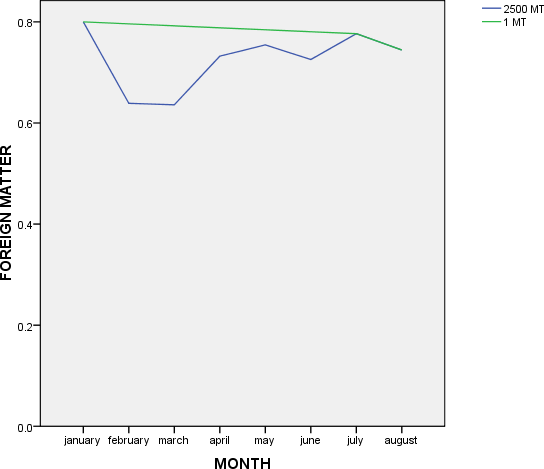 2500 MT
1 MT
FOREIGN MATTER
0.8
0.6
0.4
0.2
0.0
january february march april may june july august
MONTH